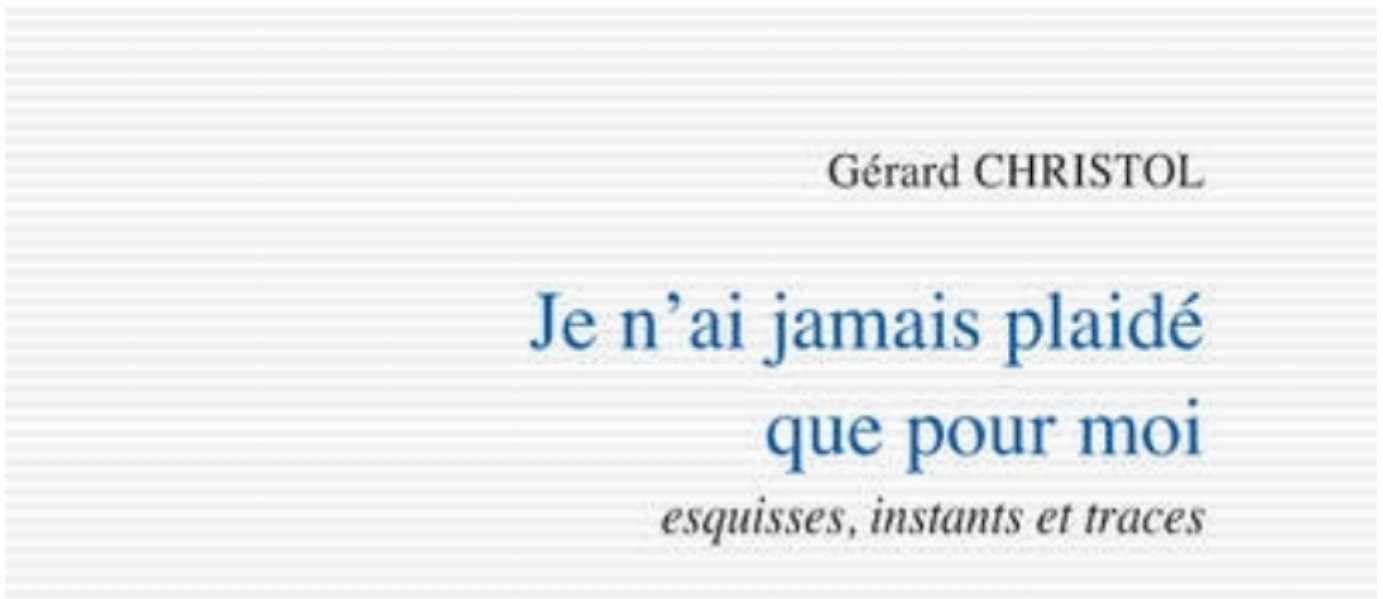 Gérard CHRISTOL
Je n’ai jamais plaidé
que pour moi
esquisses, instants et traces